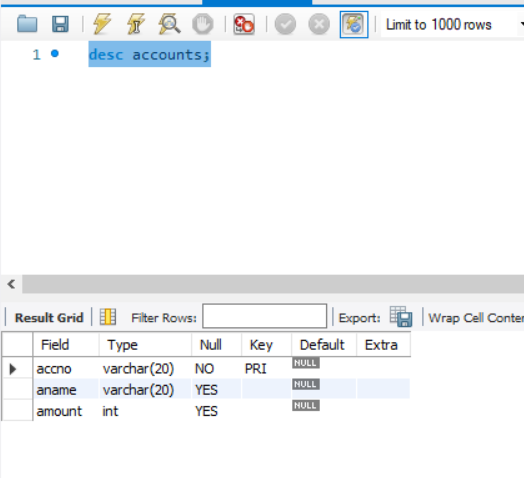 Limit to 1000 rows
1 desc accounts;
Result Grid Filter Rows: Export: Wrap Cell Conter
Field Type Null Key Default Extra
accno varchar(20) NO PRI NULL
aname varchar(20) YES NULL
amount int YES NULL